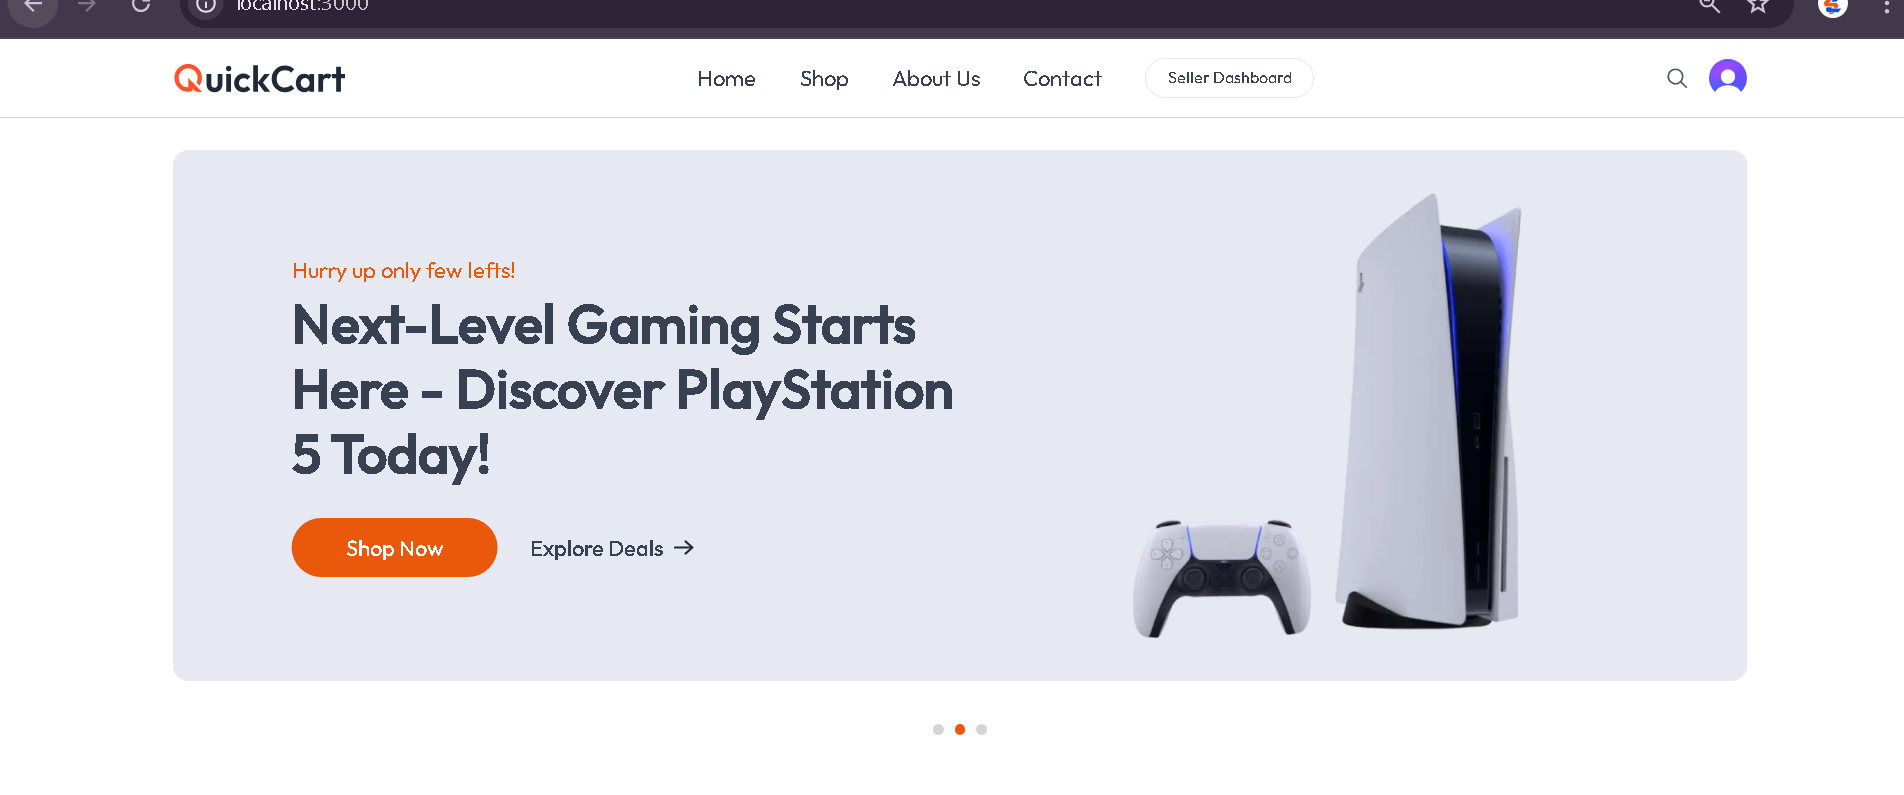 localhost:3000
QuickCart
Home
Shop
About Us
Contact
Seller Dashboard
Hurry up only few lefts!
Next-Level Gaming Starts
Here - Discover PlayStation
5 Today!
Shop Now
Explore Deals →